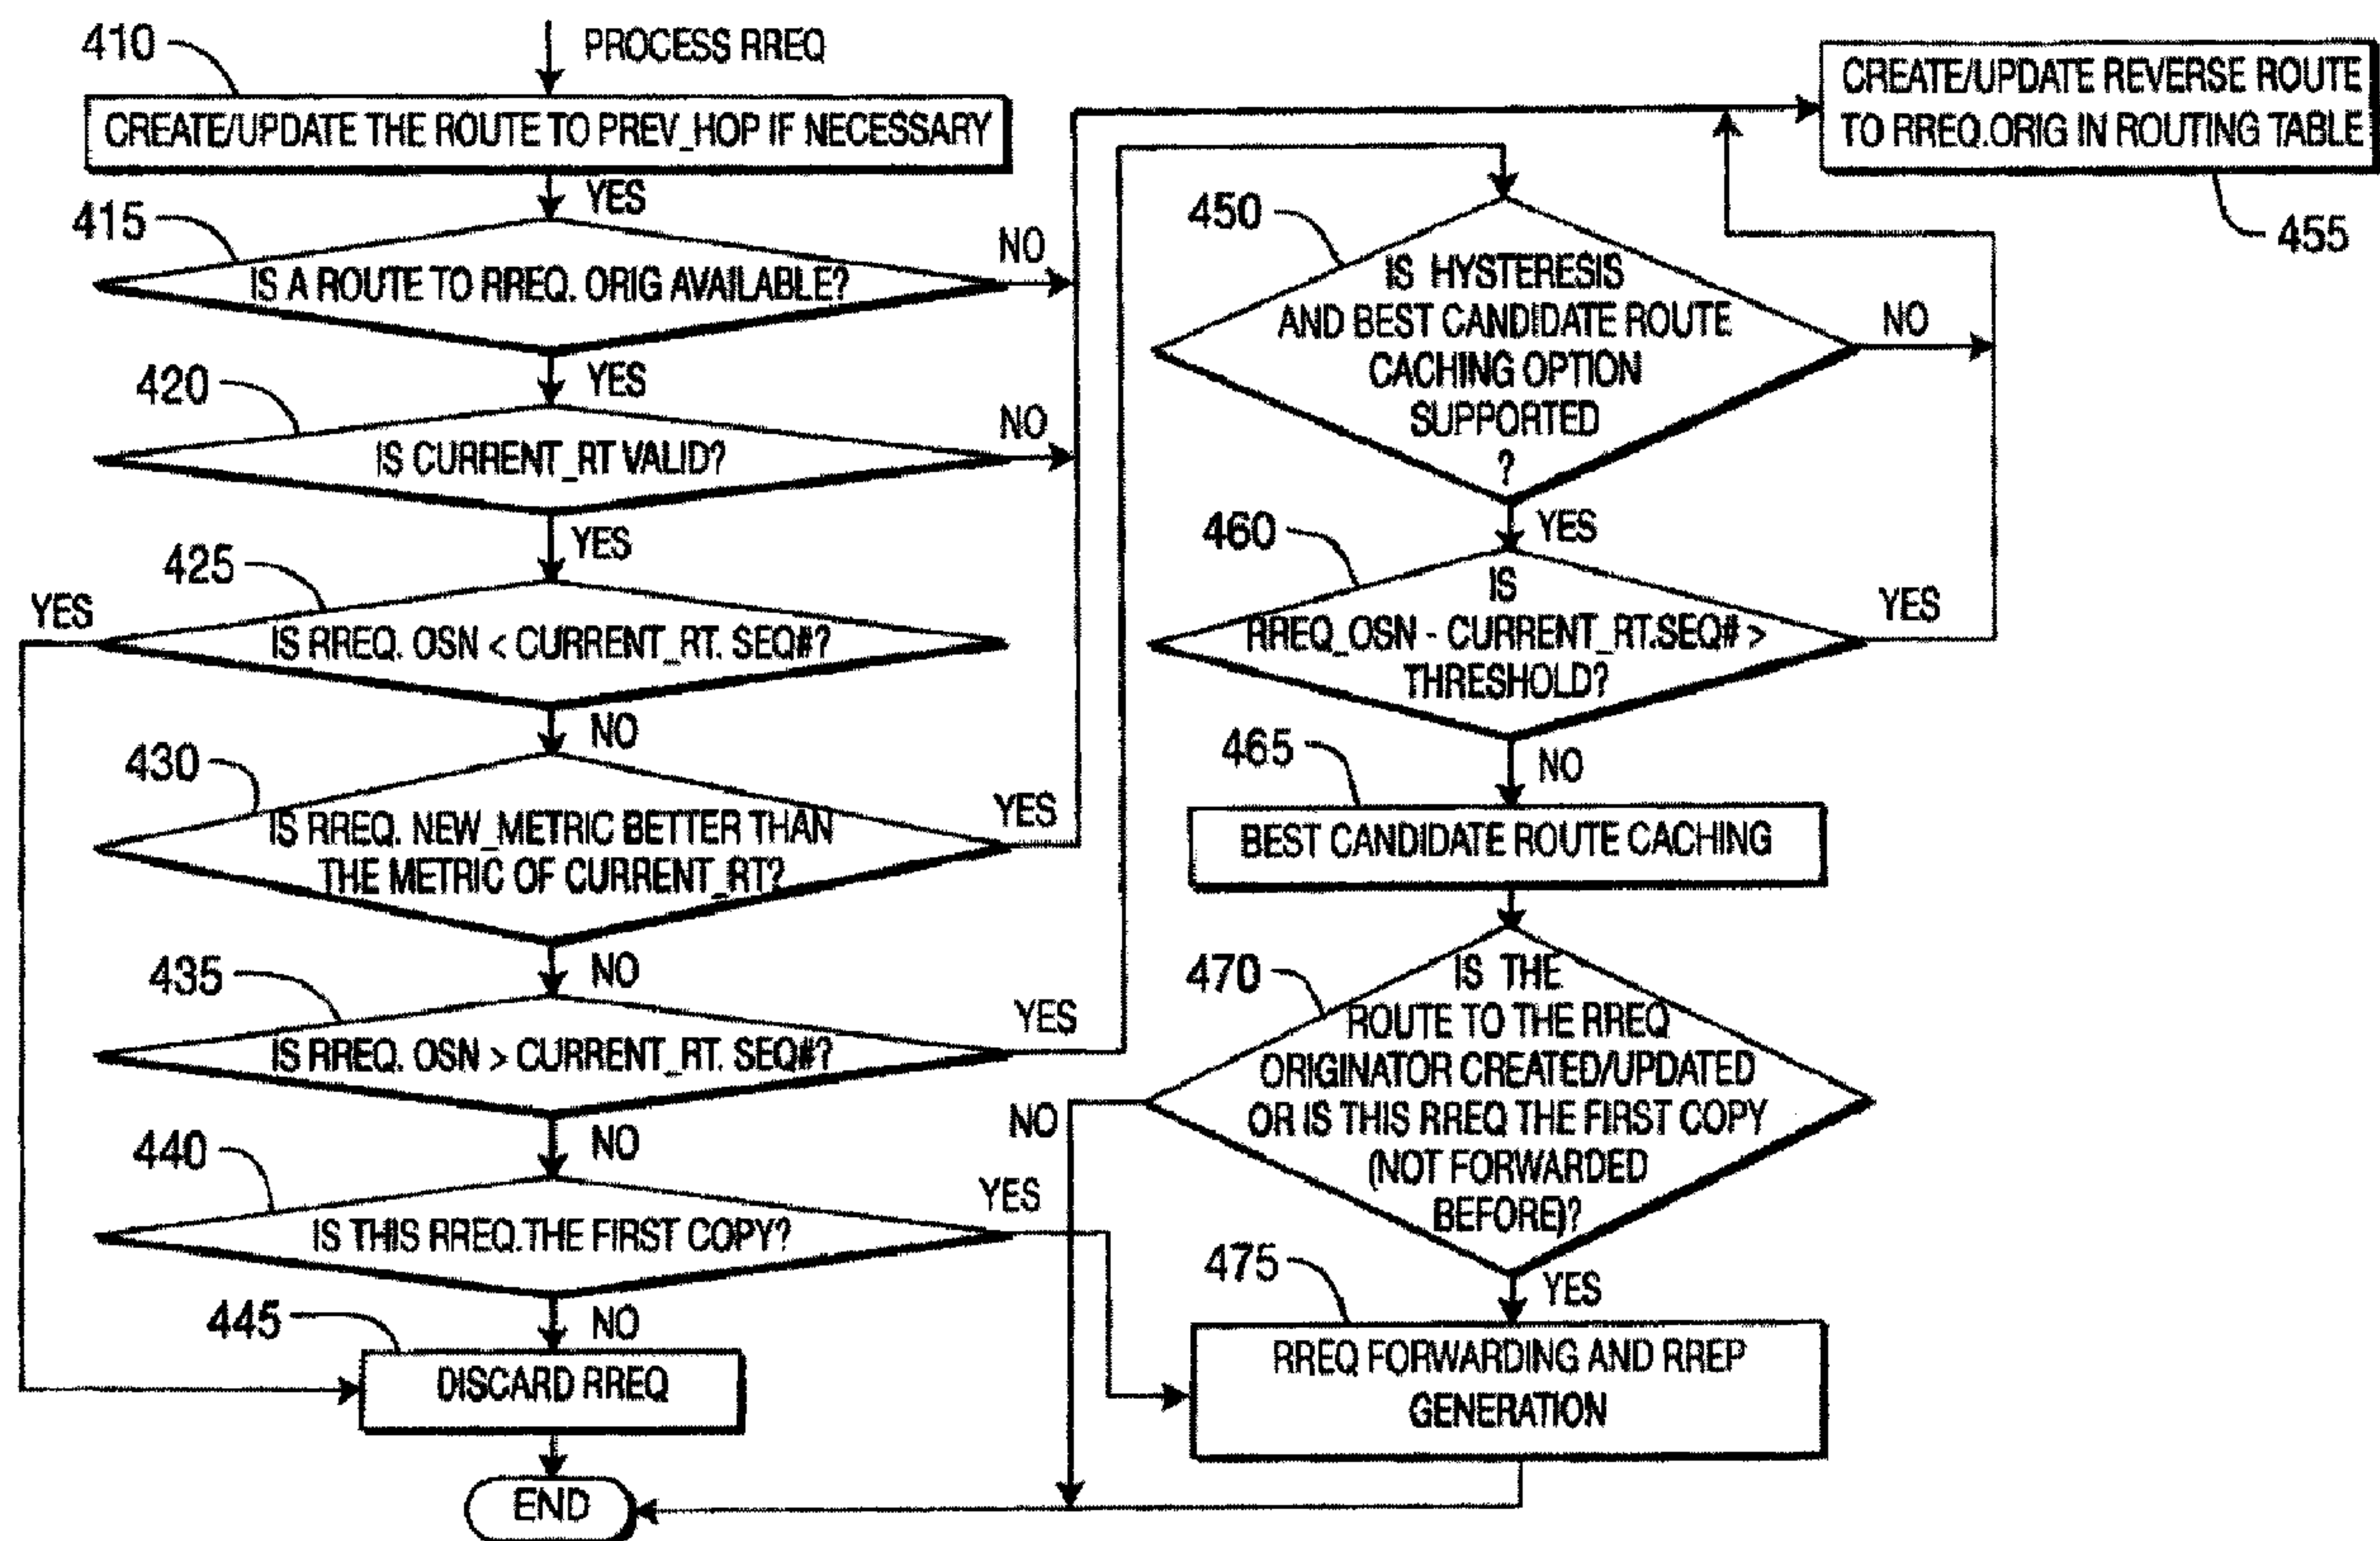 410
PROCESS RREQ
CREATE/UPDATE THE ROUTE TO PREV_HOP IF NECESSARY
YES
415
IS A ROUTE TO RREQ. ORIG AVAILABLE?
NO
YES
420
IS CURRENT_RT VALID?
NO
YES
425
YES
IS RREQ. OSN < CURRENT_RT. SEQ#?
NO
430
IS RREQ. NEW_METRIC BETTER THAN
THE METRIC OF CURRENT_RT?
YES
NO
435
IS RREQ. OSN > CURRENT_RT. SEQ#?
YES
NO
440
IS THIS RREQ.THE FIRST COPY?
YES
NO
445
DISCARD RREQ
END
CREATE/UPDATE REVERSE ROUTE
TO RREQ.ORIG IN ROUTING TABLE
455
450
IS HYSTERESIS
AND BEST CANDIDATE ROUTE
CACHING OPTION
SUPPORTED
?
NO
YES
460
IS
RREQ_OSN - CURRENT_RT.SEQ# >
THRESHOLD?
YES
NO
465
BEST CANDIDATE ROUTE CACHING
470
IS THE
ROUTE TO THE RREQ
ORIGINATOR CREATED/UPDATED
OR IS THIS RREQ THE FIRST COPY
(NOT FORWARDED
BEFORE)?
NO
YES
475
RREQ FORWARDING AND RREP
GENERATION